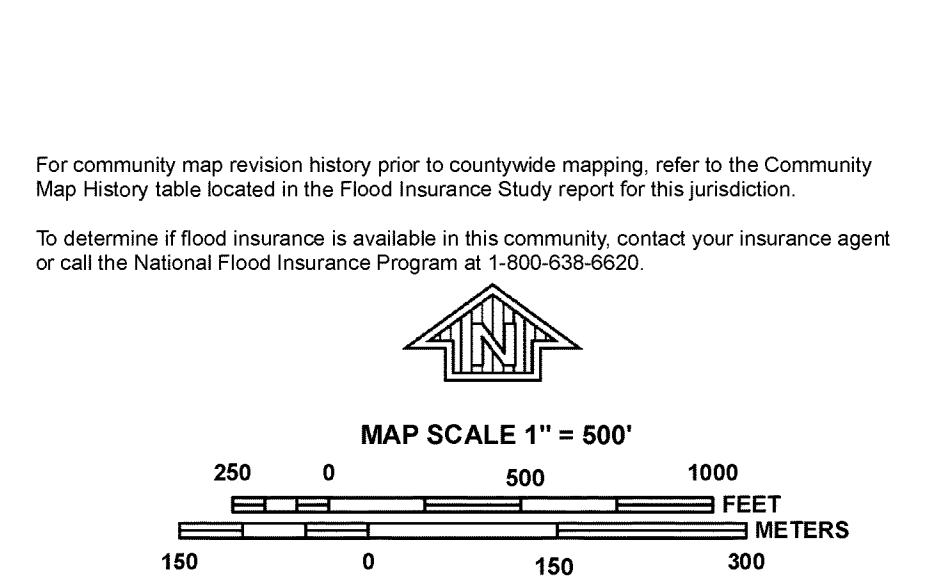 For community map revision history prior to countywide mapping, refer to the Community
Map History table located in the Flood Insurance Study report for this jurisdiction.
To determine if flood insurance is available in this community, contact your insurance agent
or call the National Flood Insurance Program at 1-800-638-6620.
N
MAP SCALE 1" = 500'
250 0 500 1000
FEET
METERS
150 0 150 300